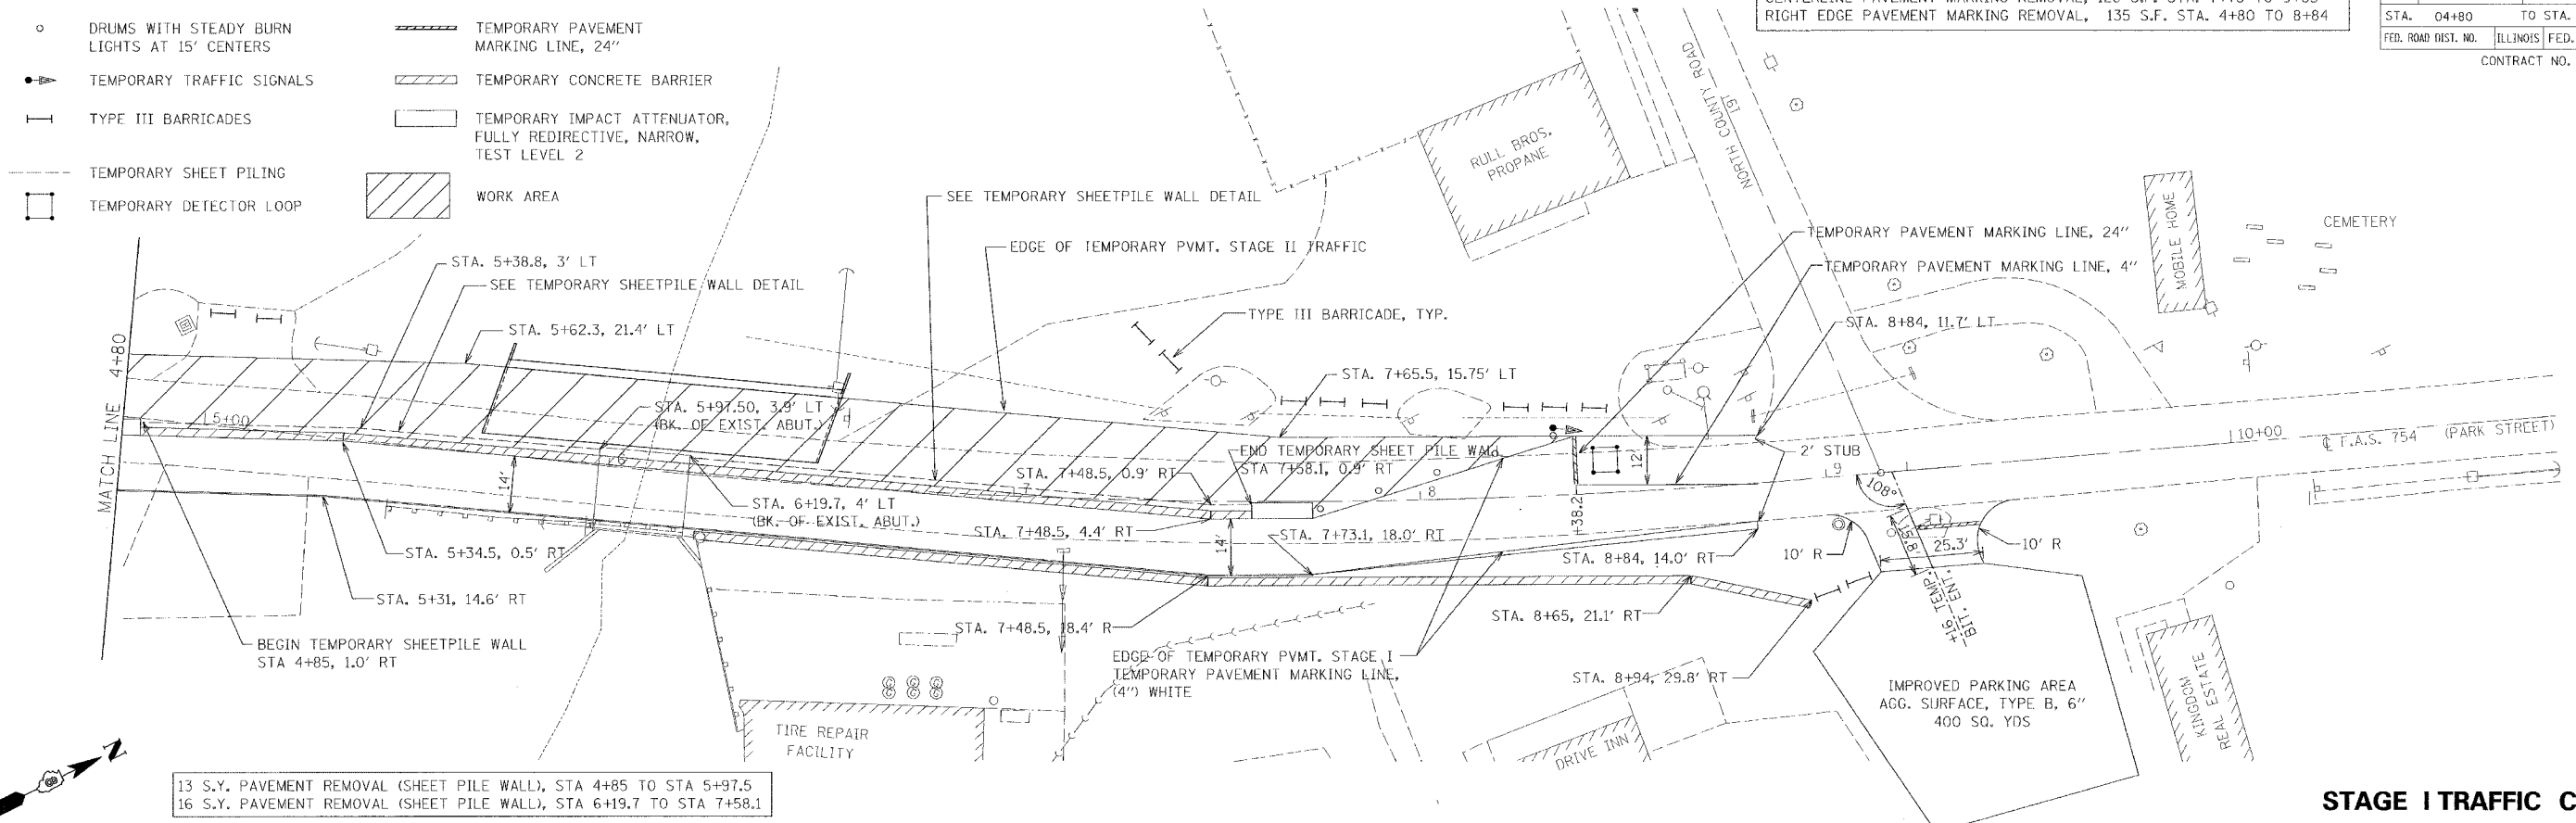 DRUMS WITH STEADY BURN
LIGHTS AT 15' CENTERS
TEMPORARY TRAFFIC SIGNALS
TYPE III BARRICADES
TEMPORARY SHEET PILING
TEMPORARY DETECTOR LOOP
TEMPORARY PAVEMENT
MARKING LINE, 24"
TEMPORARY CONCRETE BARRIER
TEMPORARY IMPACT ATTENUATOR,
FULLY REDIRECTIVE, NARROW,
TEST LEVEL 2
WORK AREA
RIGHT EDGE PAVEMENT MARKING REMOVAL, 135 S.F. STA. 4+80 TO 8+84
STA. 04+80 TO STA.
FED. ROAD DIST. NO. ILLINOIS FED.
CONTRACT NO.
RULL BROS.
PROPANE
NORTH COUNTY ROAD
19T
MOBILE HOME
CEMETERY
SEE TEMPORARY SHEETPILE WALL DETAIL
EDGE OF TEMPORARY PVMT. STAGE II TRAFFIC
TEMPORARY PAVEMENT MARKING LINE, 24"
TEMPORARY PAVEMENT MARKING LINE, 4"
STA. 5+38.8, 3' LT
SEE TEMPORARY SHEETPILE WALL DETAIL
STA. 5+62.3, 21.4' LT
TYPE III BARRICADE, TYP.
STA. 8+84, 11.7' LT
STA. 7+65.5, 15.75' LT
MATCH LINE 4+80
5+00
STA. 5+97.50, 3.9' LT
(BK. OF EXIST. ABUT.)
6
14'
STA. 6+19.7, 4' LT
(BK. OF EXIST. ABUT.)
7
STA. 7+48.5, 0.9' RT
END TEMPORARY SHEET PILE WALL
STA 7+58.1, 0.9' RT
8
12'
2' STUB
9
10+00
℄ F.A.S. 754 (PARK STREET)
108°
+38.2
STA. 7+48.5, 4.4' RT
14'
STA. 7+73.1, 18.0' RT
STA. 8+84, 14.0' RT
10' R
15.8'
25.3'
10' R
+16 TEMP.
BIT. ENT.
STA. 5+34.5, 0.5' RT
STA. 5+31, 14.6' RT
BEGIN TEMPORARY SHEETPILE WALL
STA 4+85, 1.0' RT
STA. 7+48.5, 18.4' R
STA. 8+65, 21.1' RT
EDGE OF TEMPORARY PVMT. STAGE I
TEMPORARY PAVEMENT MARKING LINE,
(4") WHITE
STA. 8+94, 29.8' RT
IMPROVED PARKING AREA
AGG. SURFACE, TYPE B, 6"
400 SQ. YDS
KINGDOM
REAL ESTATE
TIRE REPAIR
FACILITY
DRIVE INN
N
13 S.Y. PAVEMENT REMOVAL (SHEET PILE WALL), STA 4+85 TO STA 5+97.5
16 S.Y. PAVEMENT REMOVAL (SHEET PILE WALL), STA 6+19.7 TO STA 7+58.1
STAGE I TRAFFIC C